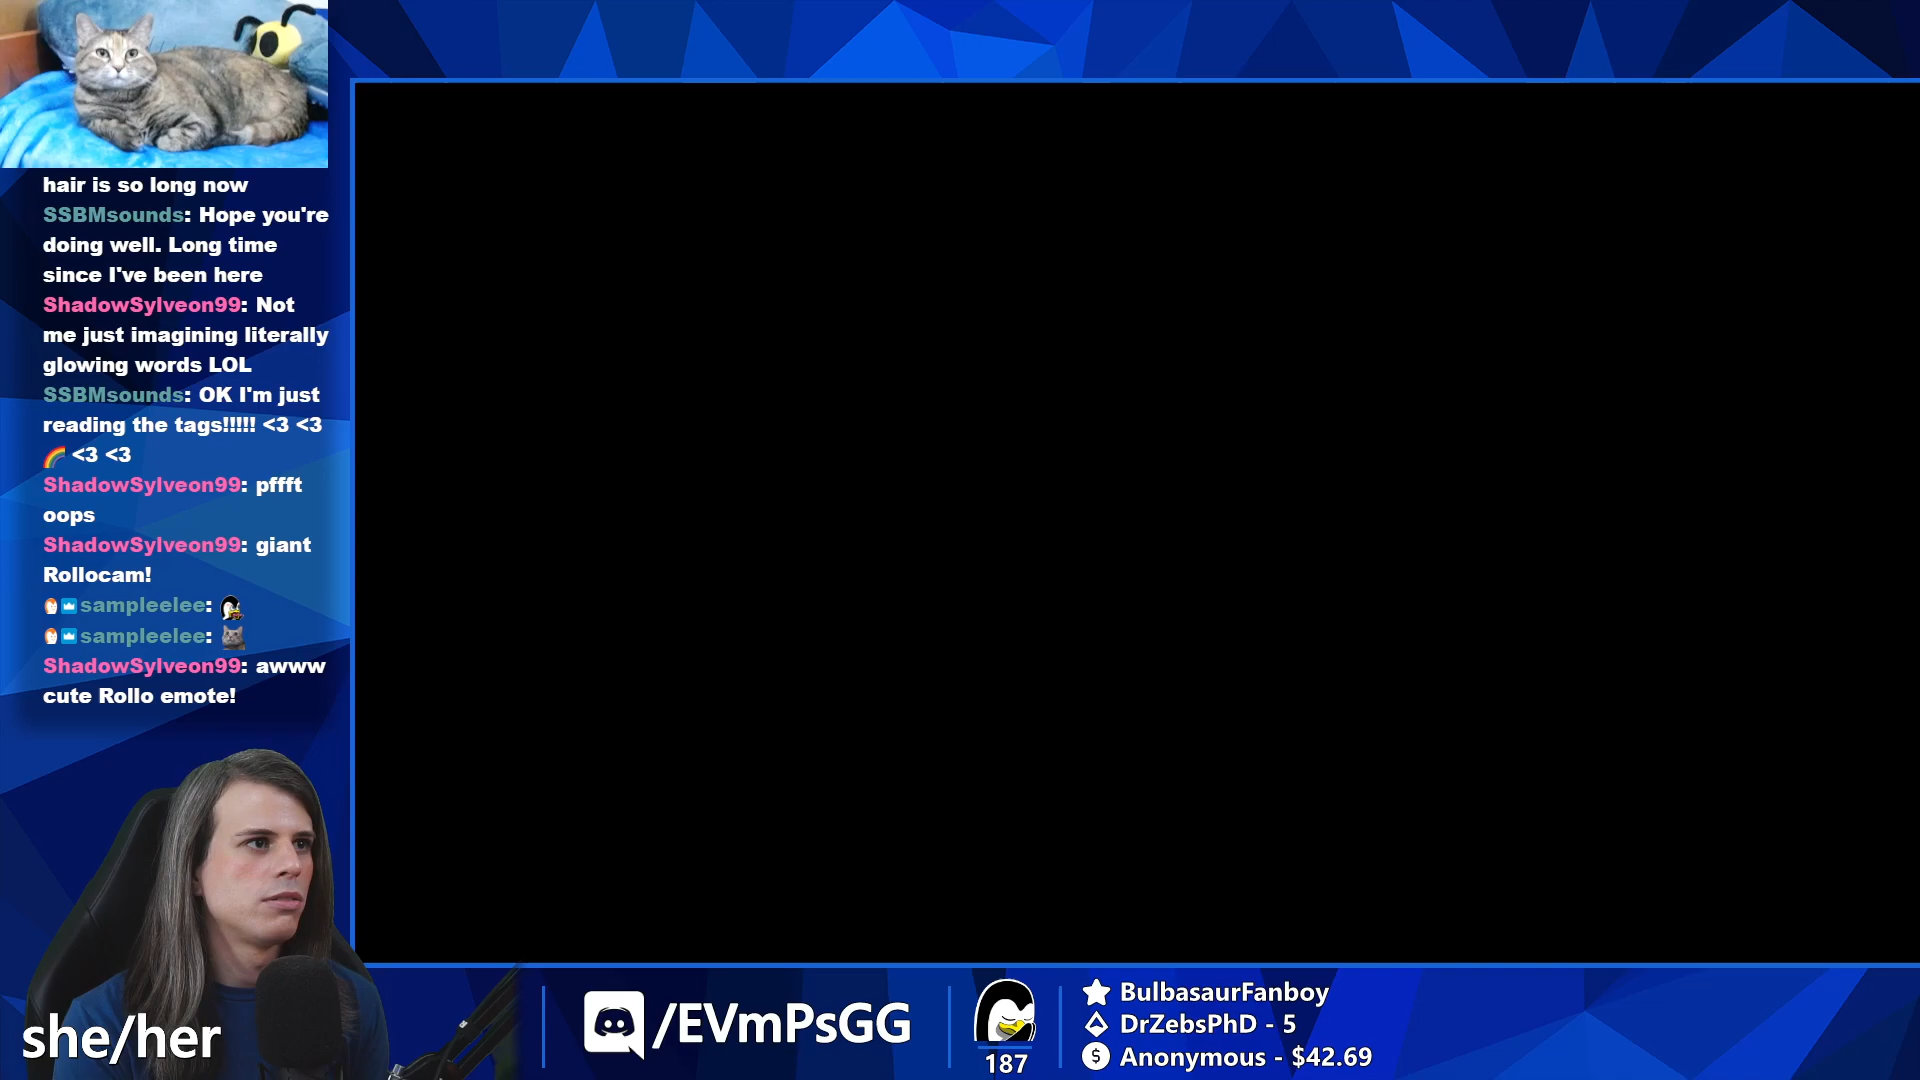 hair is so long now
SSBMsounds: Hope you're
doing well. Long time
since I've been here
ShadowSylveon99: Not
me just imagining literally
glowing words LOL
SSBMsounds: OK I'm just
reading the tags!!!!! <3 <3
🌈 <3 <3
ShadowSylveon99: pffft
oops
ShadowSylveon99: giant
Rollocam!
sampleelee:
sampleelee:
ShadowSylveon99: awww
cute Rollo emote!
she/her
/EVmPsGG
187
BulbasaurFanboy
DrZebsPhD - 5
Anonymous - $42.69